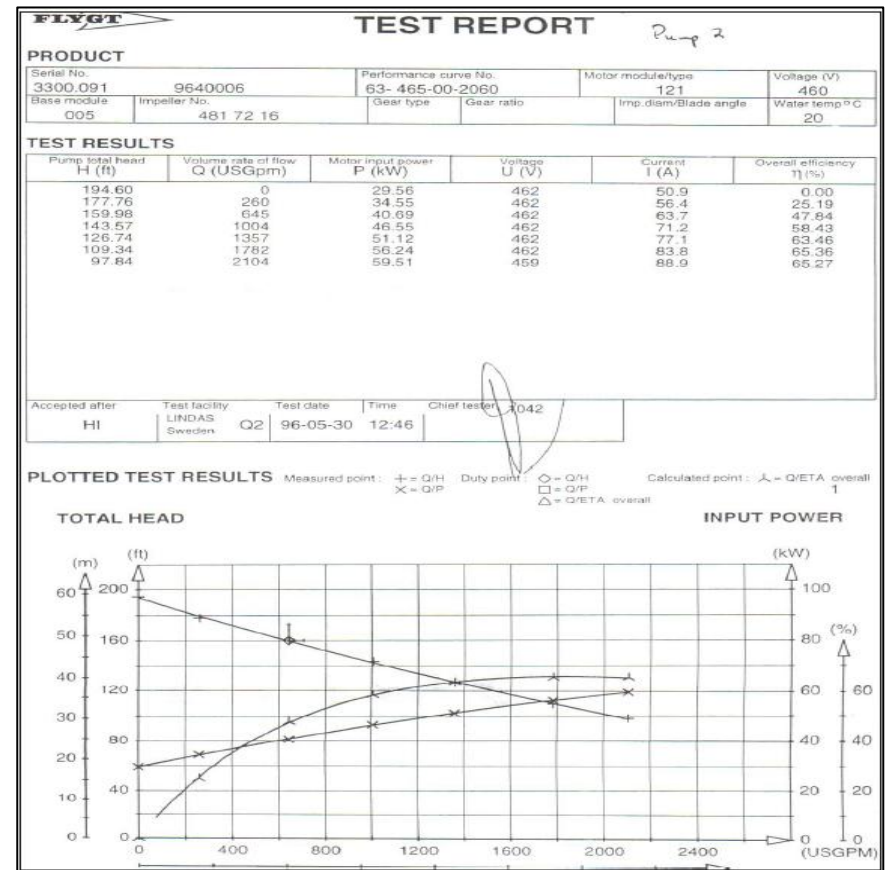 FLYGT
TEST REPORT
Pump 2
PRODUCT
Serial No. Performance curve No. Motor module/type Voltage (V)
3300.091 9640006 63- 465-00-2060 121 460
Base module Impeller No. Gear type Gear ratio Imp.diam/Blade angle Water temp º C
005 481 72 16 20
TEST RESULTS
Pump total head Volume rate of flow Motor input power Voltage Current Overall efficiency
H (ft) Q (USGpm) P (kW) U (V) I (A) η (%)
194.60 0 29.56 462 50.9 0.00
177.76 260 34.55 462 56.4 25.19
159.98 645 40.69 462 63.7 47.84
143.57 1004 46.55 462 71.2 58.43
126.74 1357 51.12 462 77.1 63.46
109.34 1782 56.24 462 83.8 65.36
97.84 2104 59.51 459 88.9 65.27
Accepted after Test facility Test date Time Chief tester 1042
HI LINDAS Q2 96-05-30 12:46
Sweden
PLOTTED TEST RESULTS Measured point : + = Q/H Duty point : ◇ = Q/H Calculated point : ⅄ = Q/ETA overall
× = Q/P □ = Q/P 1
△ = Q/ETA overall
TOTAL HEAD INPUT POWER
(m) (ft) (kW)
60 200 100
50 160 80 (%)
40 120 60 60
30 80 40 40
20 40 20 20
10
0 0 0 0
0 400 800 1200 1600 2000 2400 (USGPM)